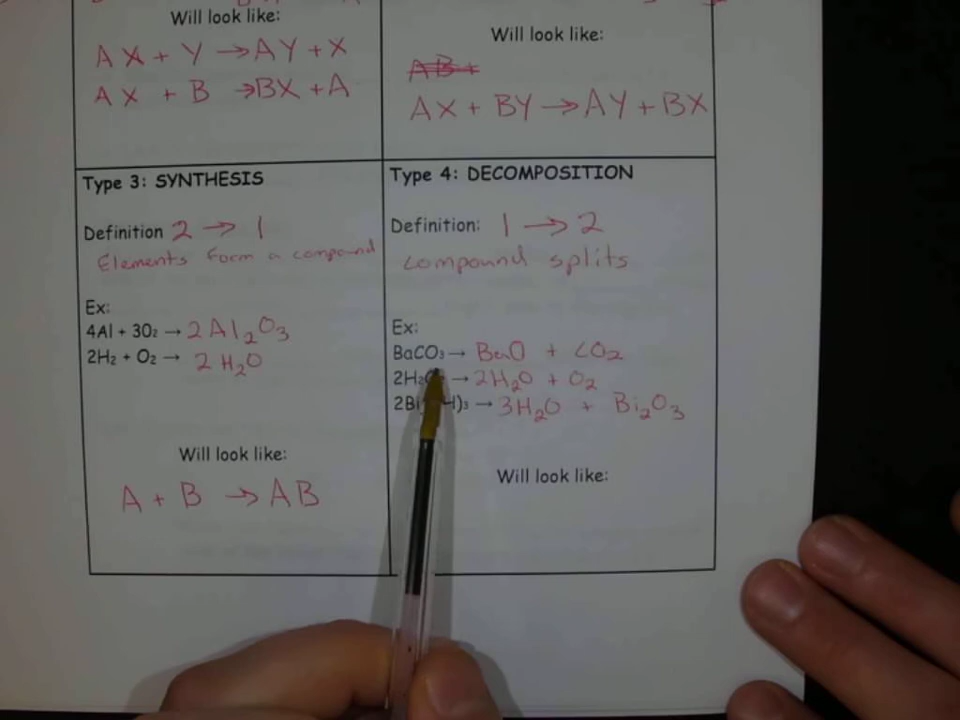 Will look like:
AX + Y → AY + X
AX + B → BX + A
Will look like:
AB +
AX + BY → AY + BX
Type 3: SYNTHESIS
Definition 2 → 1
Elements form a compound
Ex:
4Al + 3O₂ → 2Al₂O₃
2H₂ + O₂ → 2H₂O
Will look like:
A + B → AB
Type 4: DECOMPOSITION
Definition: 1 → 2
compound splits
Ex:
BaCO₃ → BaO + CO₂
→ 2H₂O + O₂
→ 3H₂O + Bi₂O₃
Will look like: